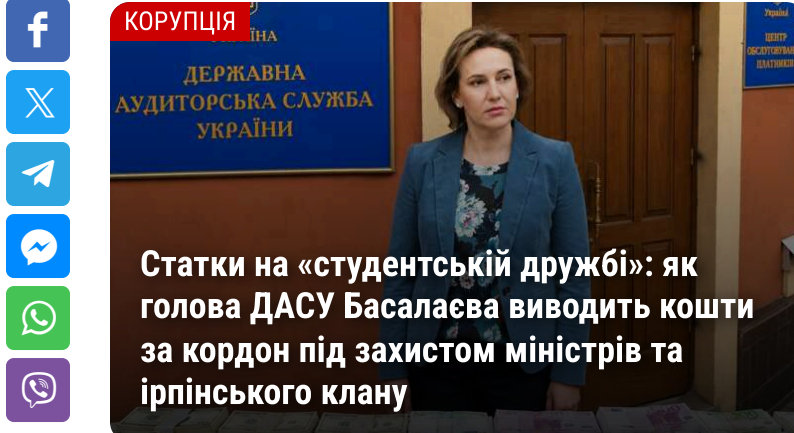 КОРУПЦІЯ
УКРАЇНА
ДЕРЖАВНА
АУДИТОРСЬКА СЛУЖБА
УКРАЇНИ
України
ЦЕНТР
Статки на «студентській дружбі»: як
голова ДАСУ Басалаєва виводить кошти
за кордон під захистом міністрів та
ірпінського клану